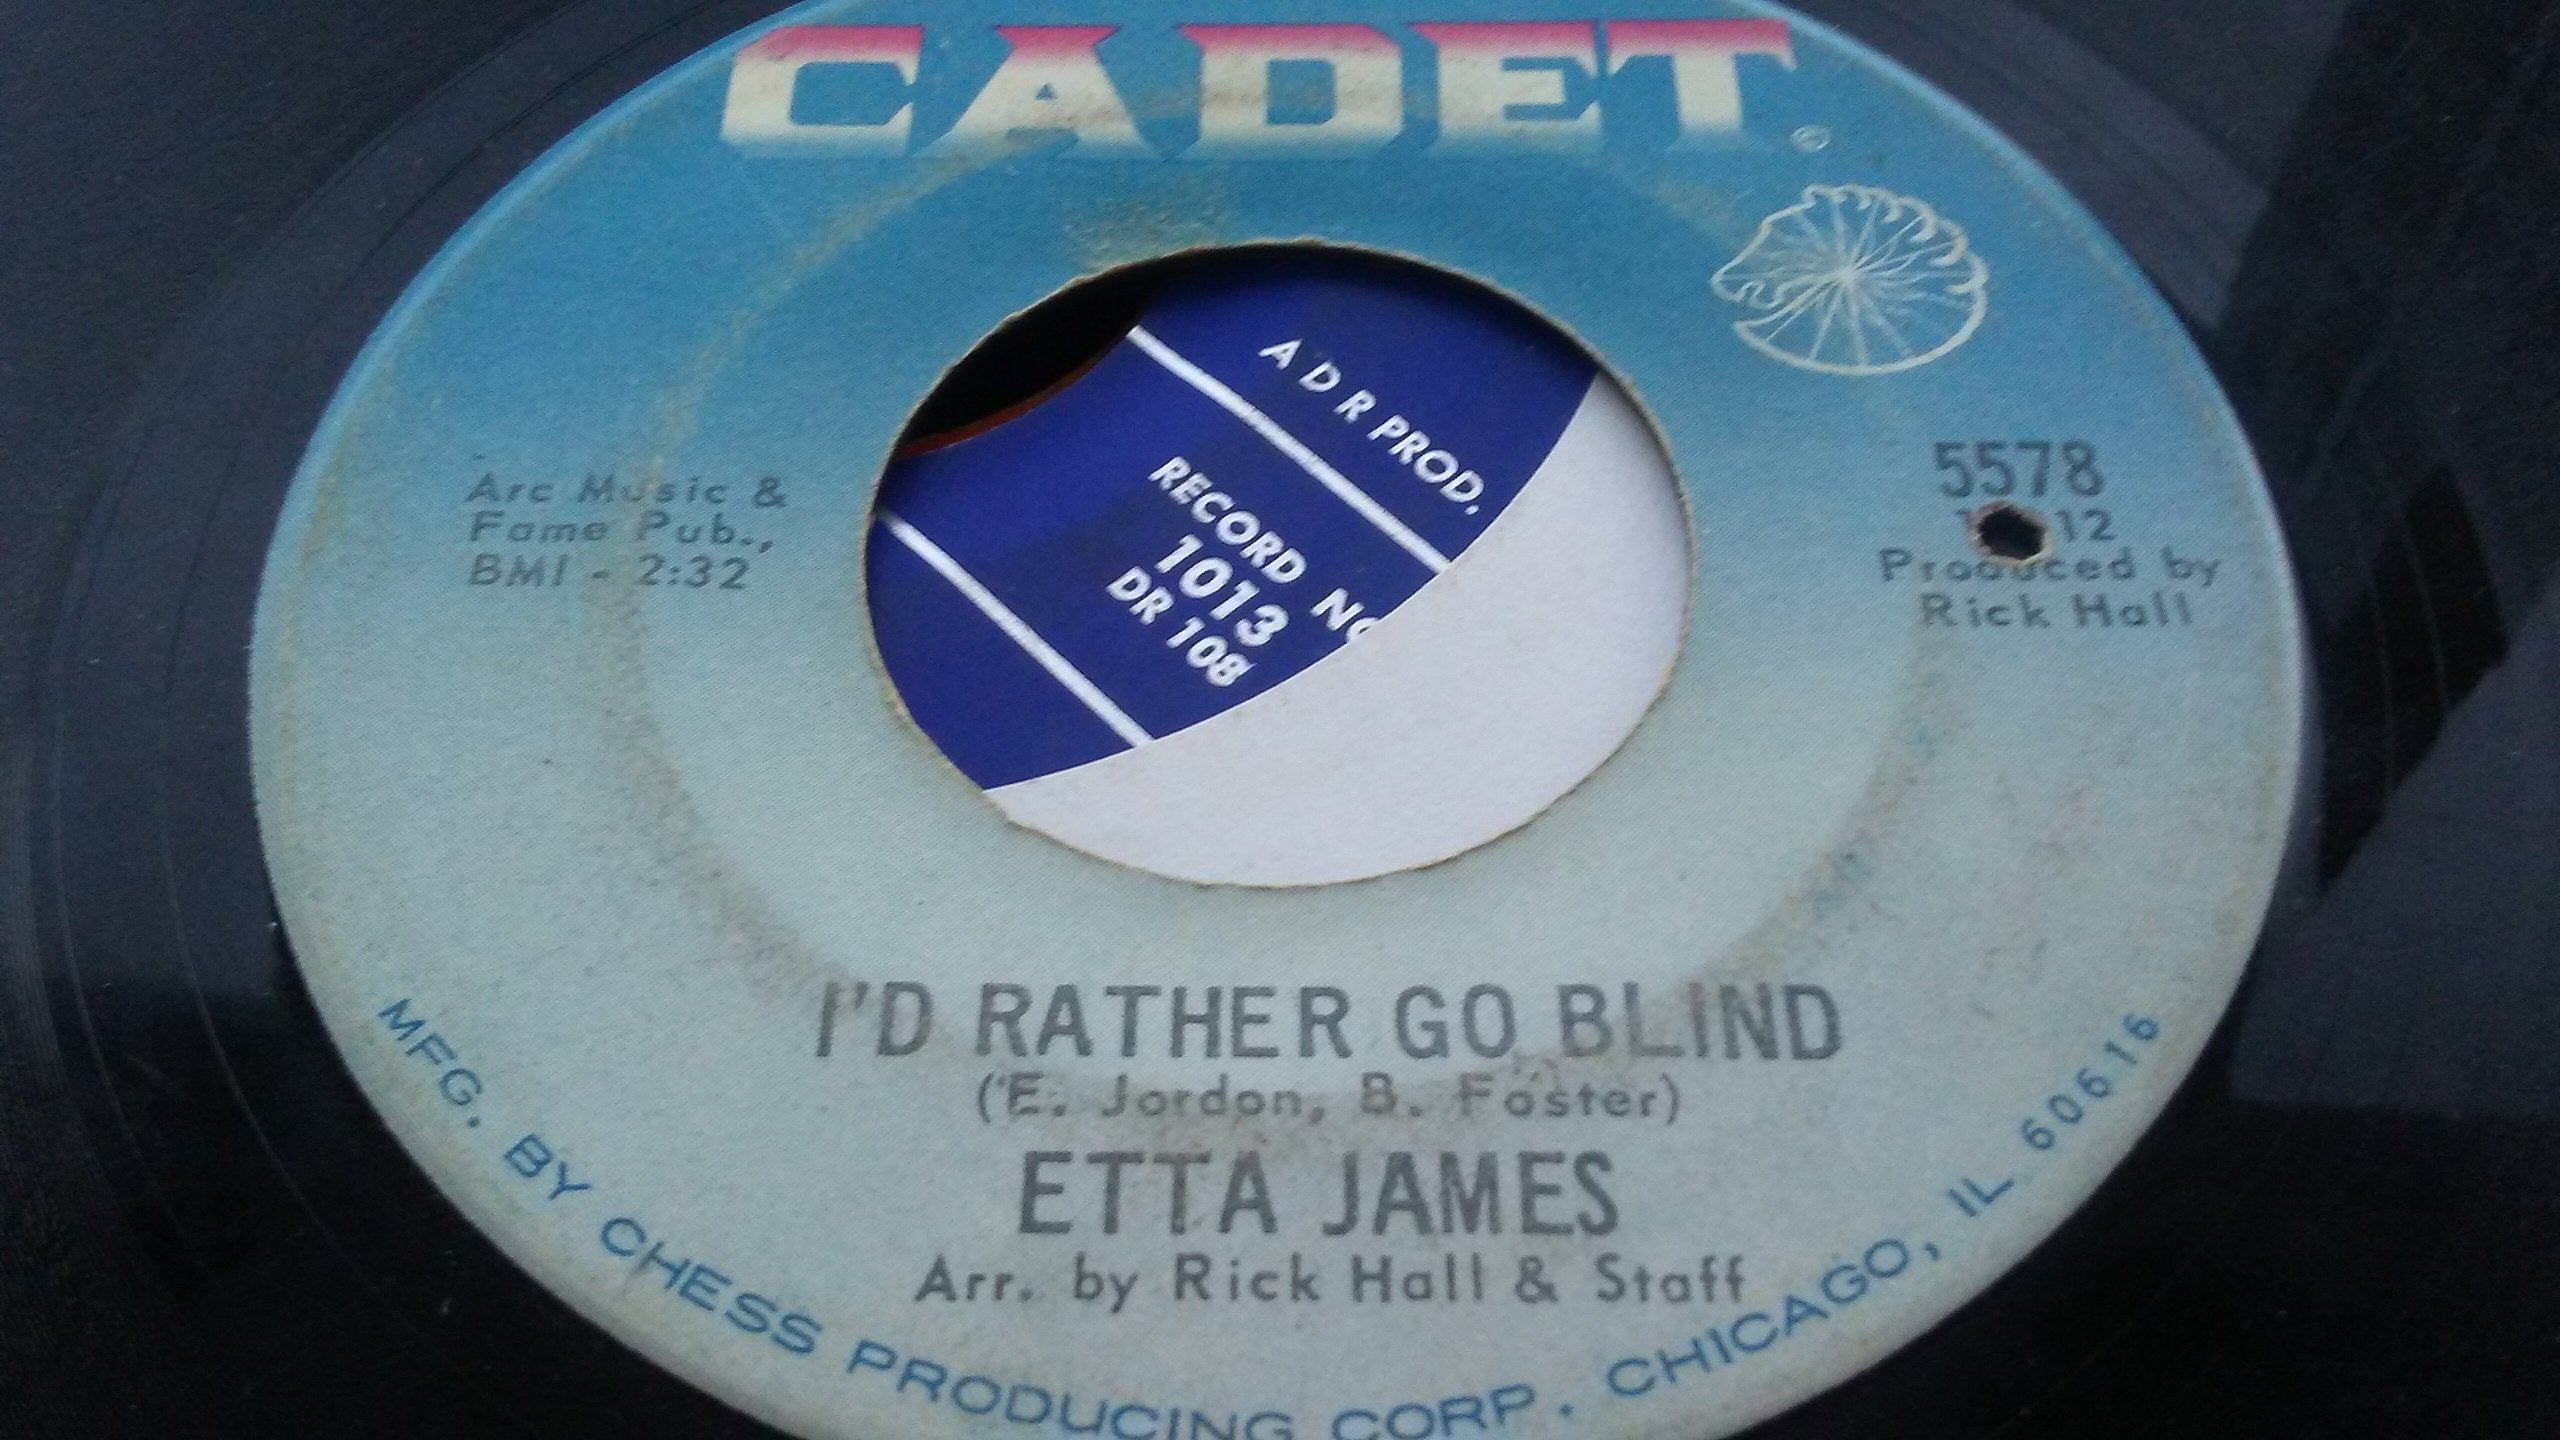 CADET
®
Arc Music &
Fame Pub.,
BMI - 2:32
5578
12
Produced by
Rick Hall
A D R PROD.
RECORD
1013
DR 108
I'D RATHER GO BLIND
(E. Jordon, B. Foster)
ETTA JAMES
Arr. by Rick Hall & Staff
MFG. BY CHESS PRODUCING CORP. CHICAGO, IL 60616